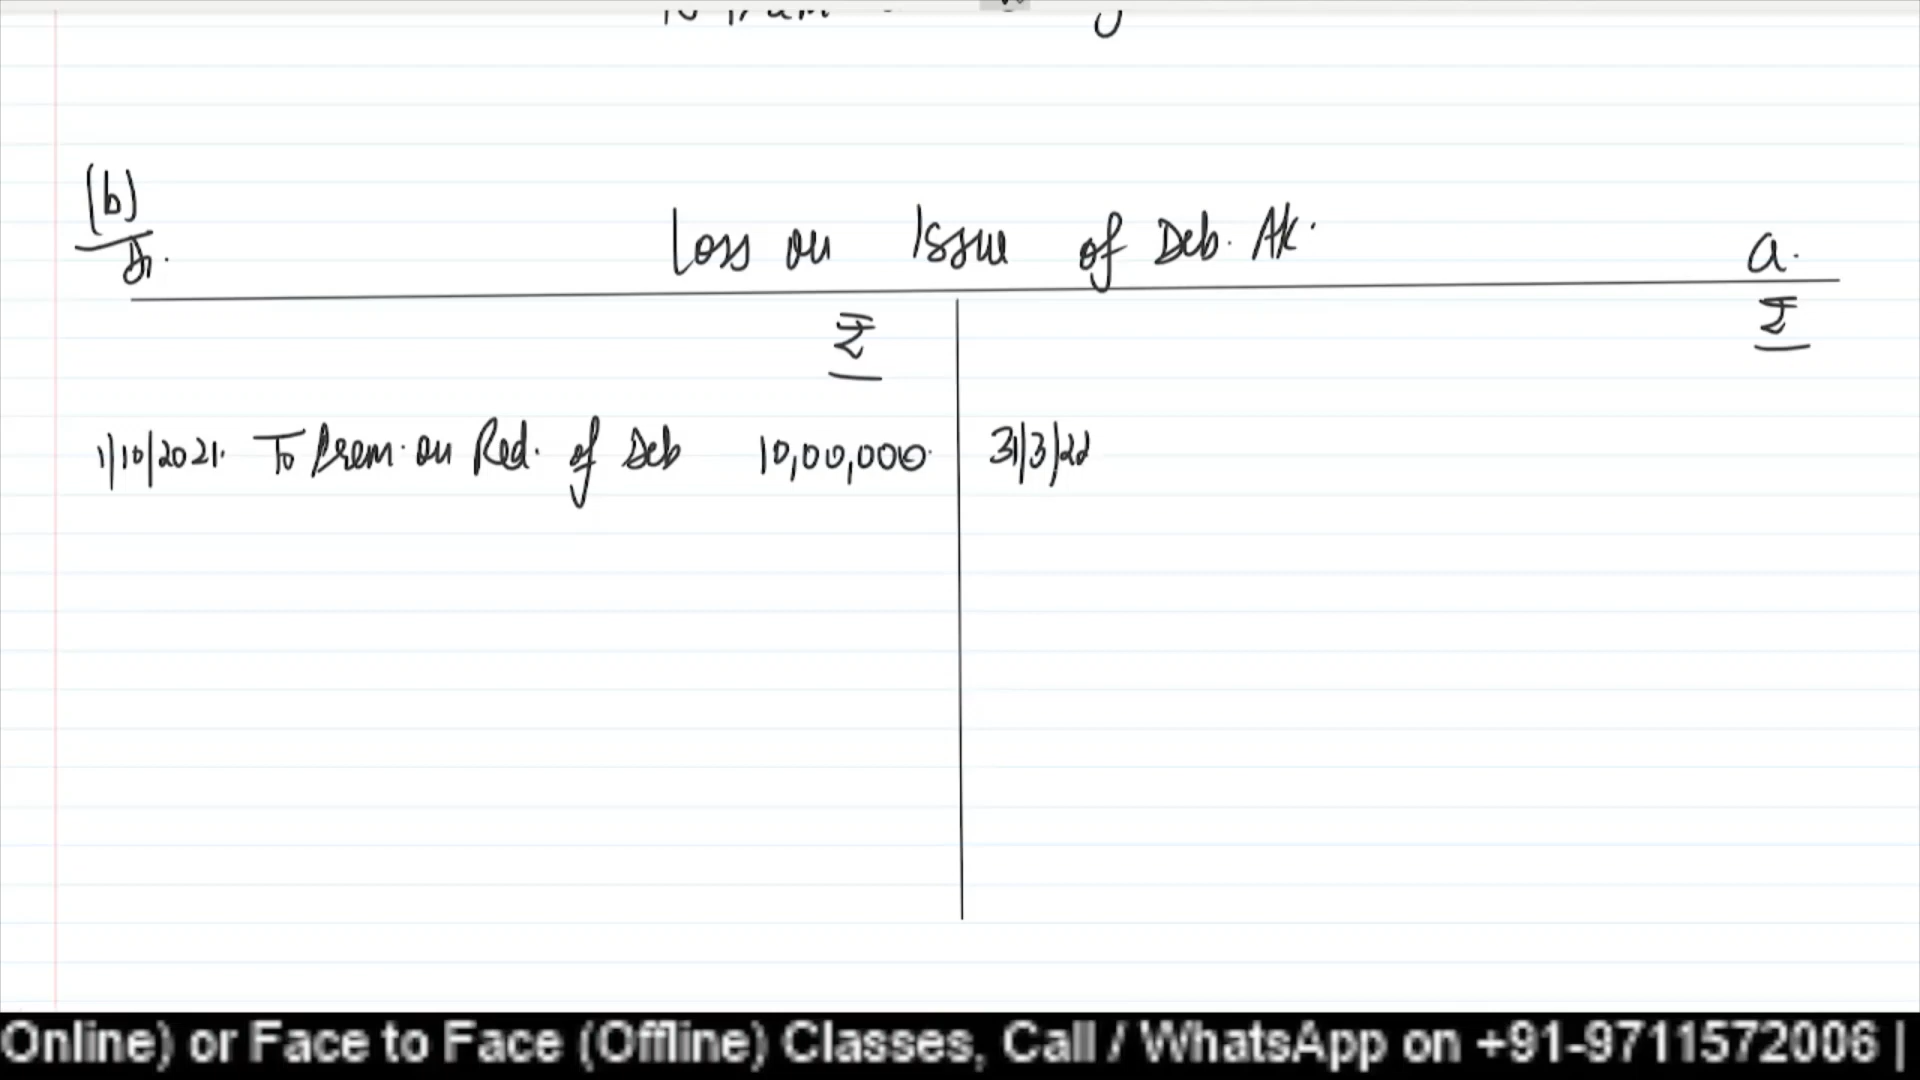 (b)
Dr. Loss on Issue of Deb. A/c. Cr.
₹ ₹
1/10/2021. To Prem. on Red. of Deb 10,00,000. 31/3/22
Online) or Face to Face (Offline) Classes, Call / WhatsApp on +91-9711572006 |